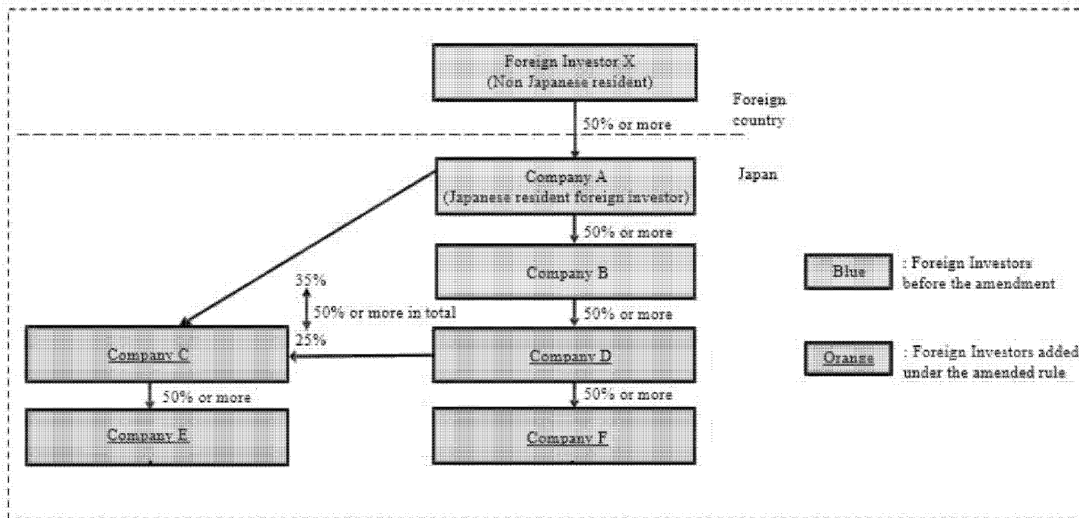 Foreign Investor X
(Non Japanese resident)
Foreign
country
50% or more
Japan
Company A
(Japanese resident foreign investor)
50% or more
Company B
Blue
: Foreign Investors
before the amendment
35%
50% or more in total
50% or more
25%
Company C
Company D
Orange
: Foreign Investors added
under the amended rule
50% or more
50% or more
Company E
Company F